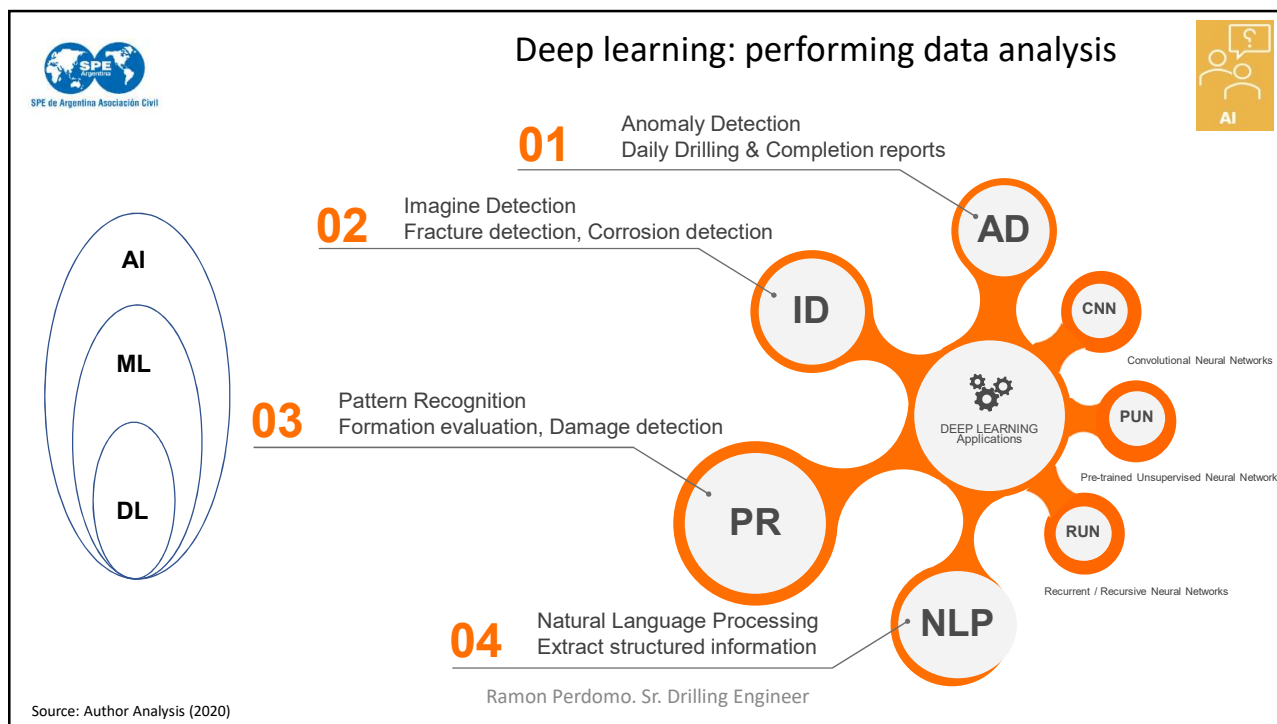 SPE
Argentina
SPE de Argentina Asociación Civil
Deep learning: performing data analysis
?
AI
01
Anomaly Detection
Daily Drilling & Completion reports
02
Imagine Detection
Fracture detection, Corrosion detection
03
Pattern Recognition
Formation evaluation, Damage detection
04
Natural Language Processing
Extract structured information
AI
ML
DL
AD
ID
PR
NLP
DEEP LEARNING
Applications
CNN
Convolutional Neural Networks
PUN
Pre-trained Unsupervised Neural Network
RUN
Recurrent / Recursive Neural Networks
Ramon Perdomo. Sr. Drilling Engineer
Source: Author Analysis (2020)